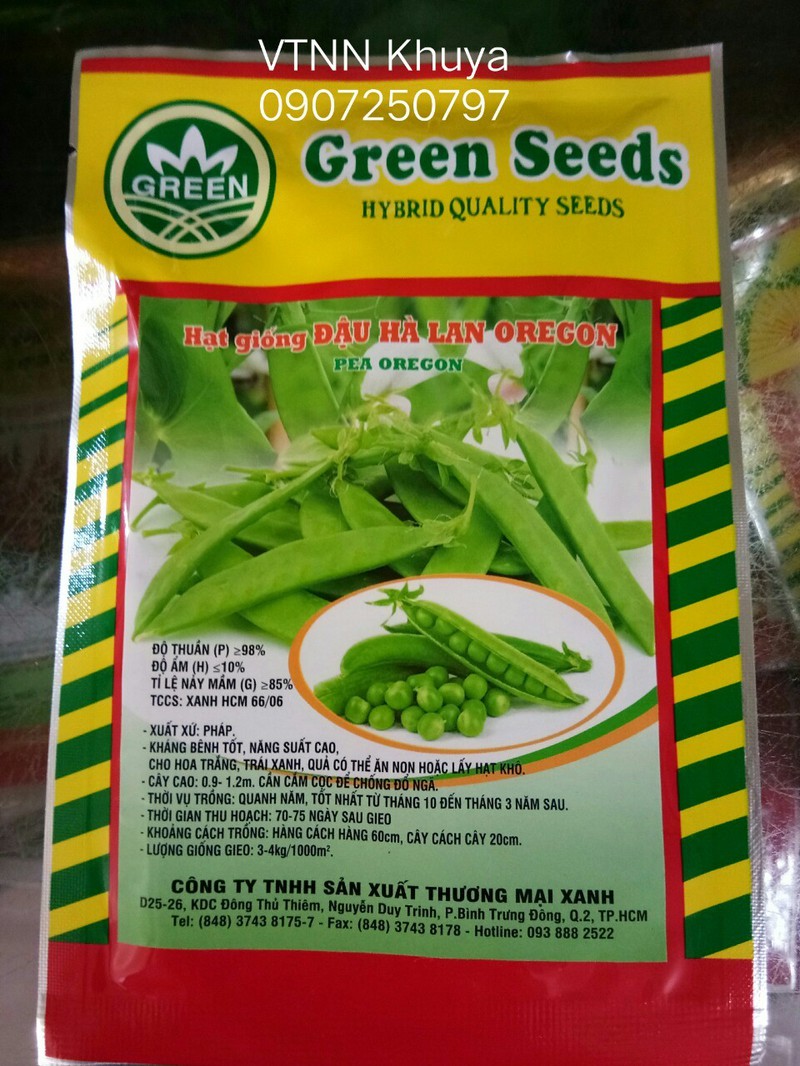 VTNN Khuya
0907250797
GREEN
Green Seeds
HYBRID QUALITY SEEDS
Hạt giống ĐẬU HÀ LAN OREGON
PEA OREGON
ĐỘ THUẦN (P) ≥98%
ĐỘ ẨM (H) ≤10%
TỈ LỆ NẢY MẦM (G) ≥85%
TCCS: XANH HCM 66/06
- XUẤT XỨ: PHÁP.
- KHÁNG BỆNH TỐT, NĂNG SUẤT CAO,
CHO HOA TRẮNG, TRÁI XANH, QUẢ CÓ THỂ ĂN NON HOẶC LẤY HẠT KHÔ.
- CÂY CAO: 0.9- 1.2m. CẦN CẮM CỌC ĐỂ CHỐNG ĐỔ NGÃ.
- THỜI VỤ TRỒNG: QUANH NĂM, TỐT NHẤT TỪ THÁNG 10 ĐẾN THÁNG 3 NĂM SAU.
- THỜI GIAN THU HOẠCH: 70-75 NGÀY SAU GIEO
- KHOẢNG CÁCH TRỒNG: HÀNG CÁCH HÀNG 60cm, CÂY CÁCH CÂY 20cm.
- LƯỢNG GIỐNG GIEO: 3-4kg/1000m².
CÔNG TY TNHH SẢN XUẤT THƯƠNG MẠI XANH
D25-26, KDC Đông Thủ Thiêm, Nguyễn Duy Trinh, P.Bình Trưng Đông, Q.2, TP.HCM
Tel: (848) 3743 8175-7 - Fax: (848) 3743 8178 - Hotline: 093 888 2522